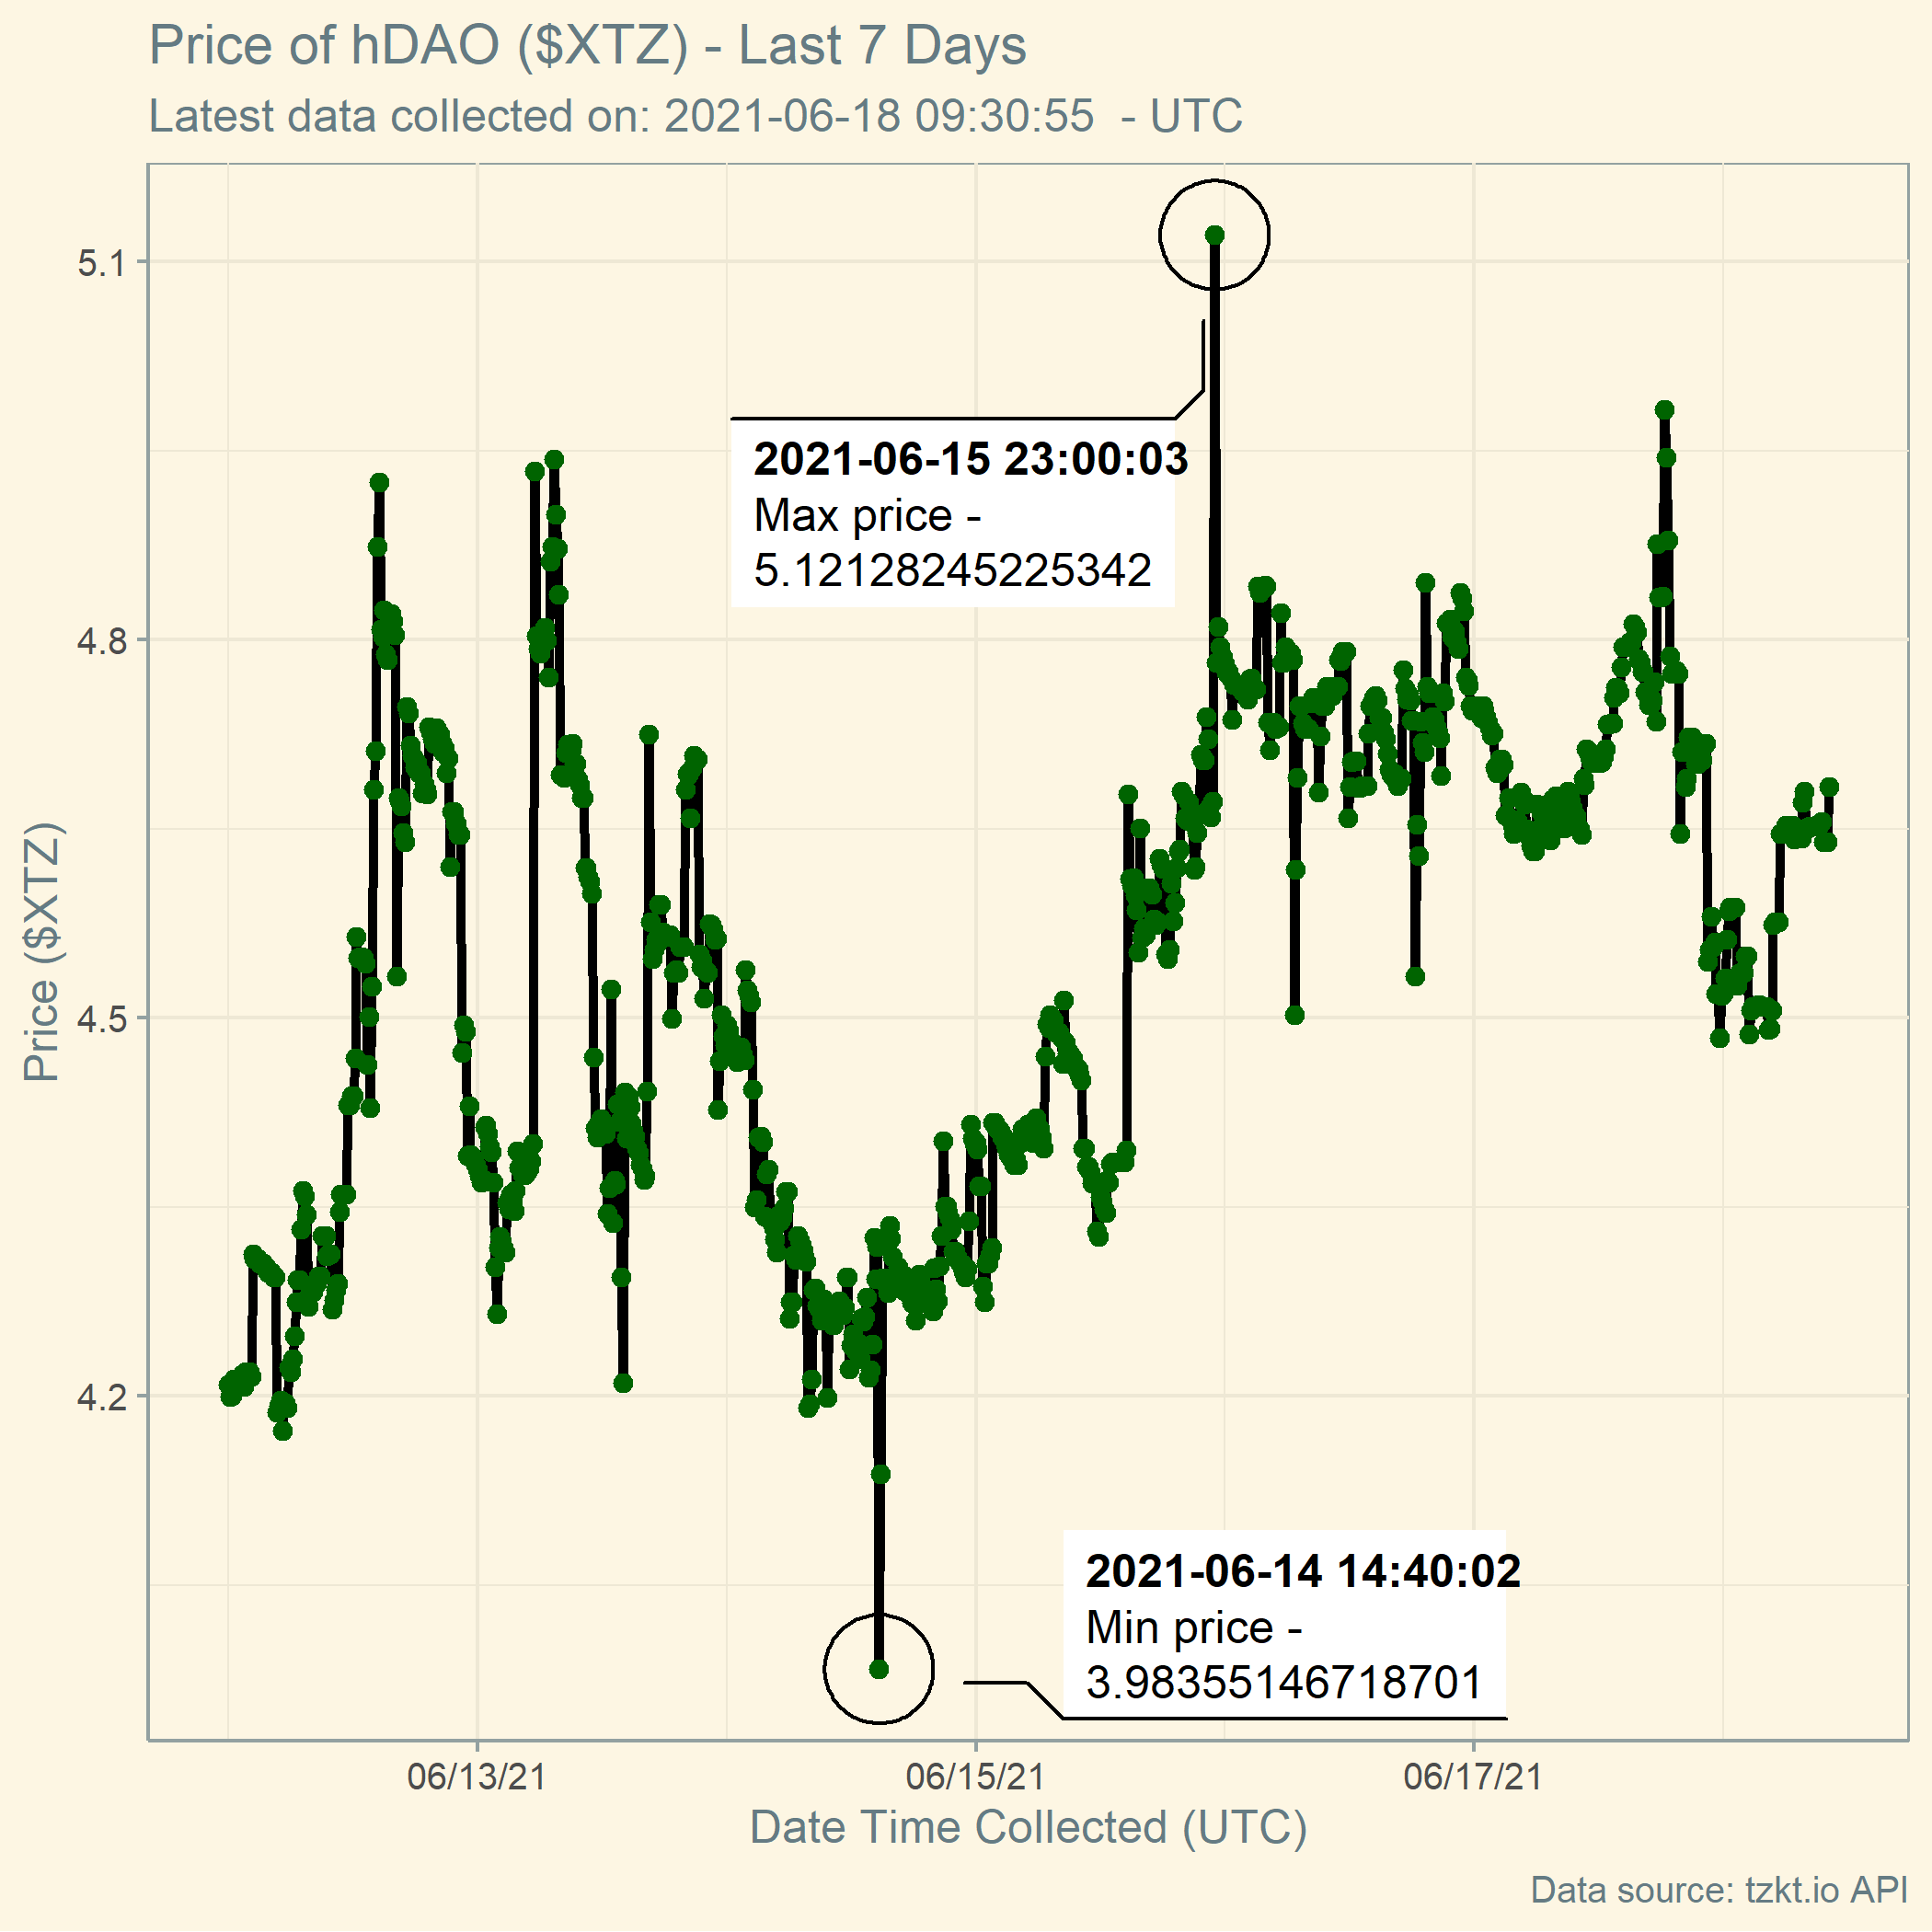 Price of hDAO ($XTZ) - Last 7 Days
Latest data collected on: 2021-06-18 09:30:55  - UTC
5.1
4.8
4.5
4.2
Price ($XTZ)
2021-06-15 23:00:03
Max price -
5.12128245225342
2021-06-14 14:40:02
Min price -
3.98355146718701
06/13/21
06/15/21
06/17/21
Date Time Collected (UTC)
Data source: tzkt.io API